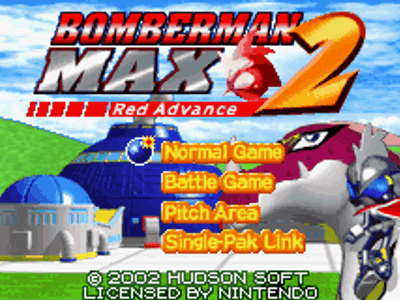 BOMBERMAN
MAX 2
Red Advance
Normal Game
Battle Game
Pitch Area
Single-Pak Link
© 2002 HUDSON SOFT
LICENSED BY NINTENDO